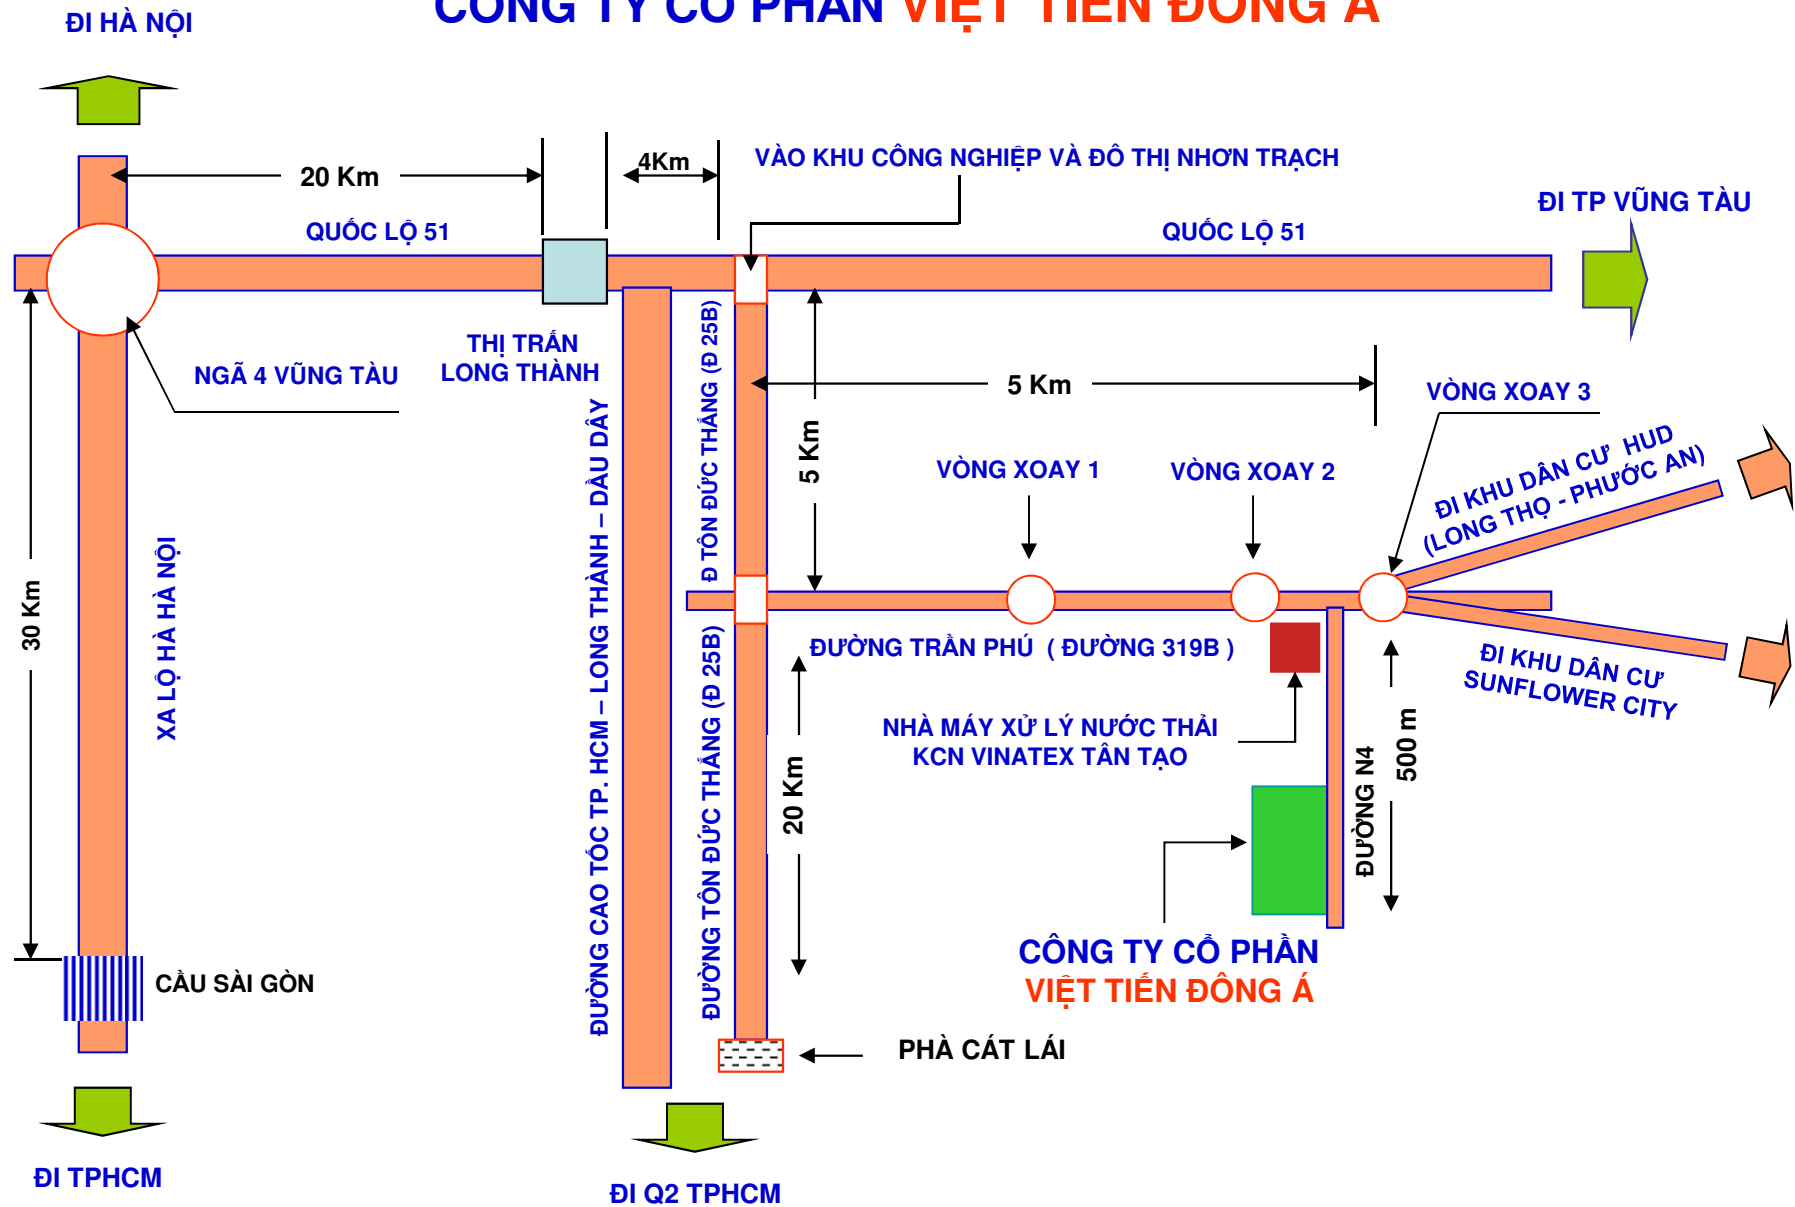 CÔNG TY CỔ PHẦN VIỆT TIẾN ĐÔNG Á
ĐI HÀ NỘI
20 Km
4Km
VÀO KHU CÔNG NGHIỆP VÀ ĐÔ THỊ NHƠN TRẠCH
ĐI TP VŨNG TÀU
QUỐC LỘ 51
QUỐC LỘ 51
THỊ TRẤN
LONG THÀNH
NGÃ 4 VŨNG TÀU
5 Km
VÒNG XOAY 3
Đ TÔN ĐỨC THẮNG (Đ 25B)
5 Km
VÒNG XOAY 1
VÒNG XOAY 2
ĐI KHU DÂN CƯ HUD
(LONG THỌ - PHƯỚC AN)
30 Km
XA LỘ HÀ HÀ NỘI
ĐƯỜNG CAO TỐC TP. HCM – LONG THÀNH – DẦU DÂY
ĐƯỜNG TRẦN PHÚ ( ĐƯỜNG 319B )
ĐI KHU DÂN CƯ
SUNFLOWER CITY
ĐƯỜNG TÔN ĐỨC THẮNG (Đ 25B)
20 Km
NHÀ MÁY XỬ LÝ NƯỚC THẢI
KCN VINATEX TÂN TẠO
ĐƯỜNG N4
500 m
CÔNG TY CỔ PHẦN
VIỆT TIẾN ĐÔNG Á
CẦU SÀI GÒN
PHÀ CÁT LÁI
ĐI TPHCM
ĐI Q2 TPHCM